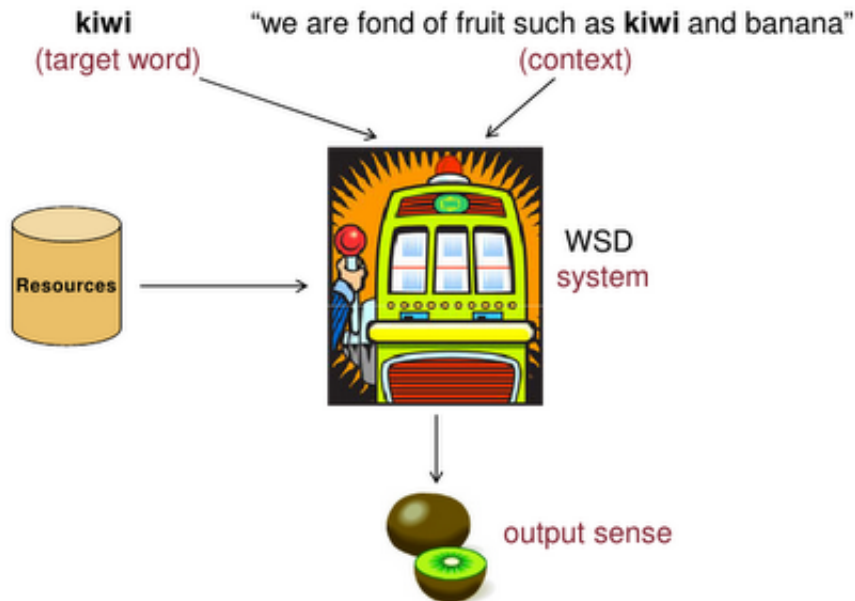 kiwi
(target word)
“we are fond of fruit such as kiwi and banana”
(context)
Resources
WSD
system
output sense